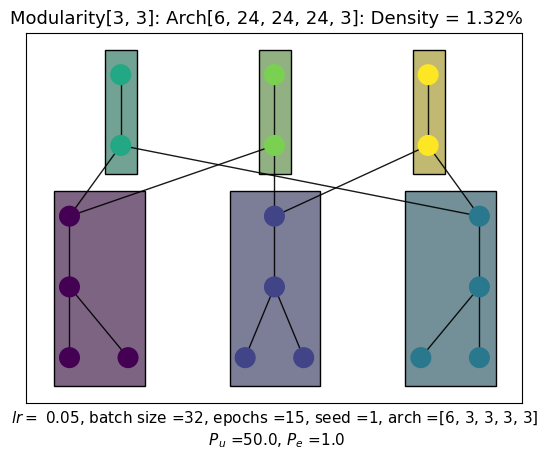 Modularity[3, 3]: Arch[6, 24, 24, 24, 3]: Density = 1.32%
lr = 0.05, batch size =32, epochs =15, seed =1, arch =[6, 3, 3, 3, 3]
P_u =50.0, P_e =1.0